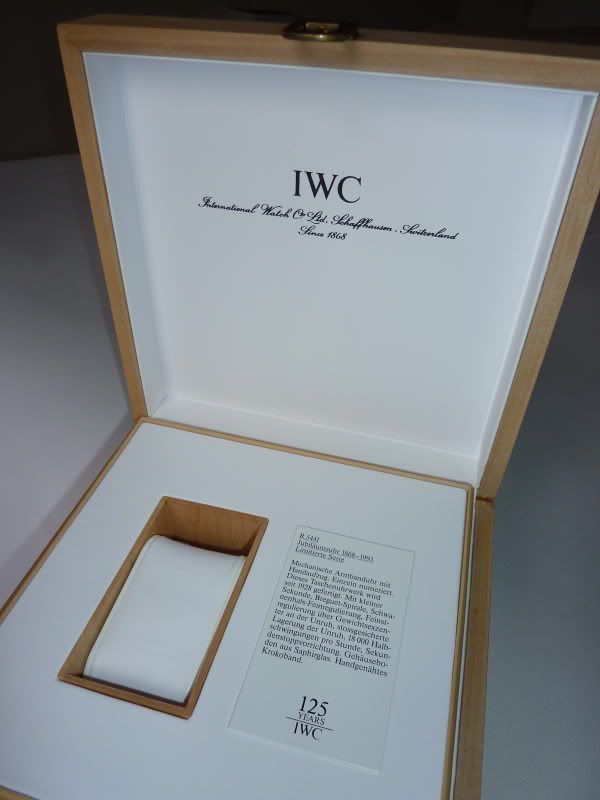 IWC
International Watch Co Ltd, Schaffhausen, Switzerland
Since 1868
R 5441
Jubiläumsuhr 1868–1993
Limitierte Serie
Mechanische Armbanduhr mit
Handaufzug. Einzeln numeriert.
Dieses Taschenuhrwerk wird
seit 1928 gefertigt. Mit kleiner
Sekunde, Breguet-Spirale, Schwa-
nenhals-Feinregulierung, Feinst-
regulierung über Gewichtsexzen-
ter an der Unruh, stossgesicherte
Lagerung der Unruh, 18 000 Halb-
schwingungen pro Stunde, Sekun-
denstoppvorrichtung, Gehäusebo-
den aus Saphirglas. Handgenähtes
Krokoband.
125
YEARS
IWC